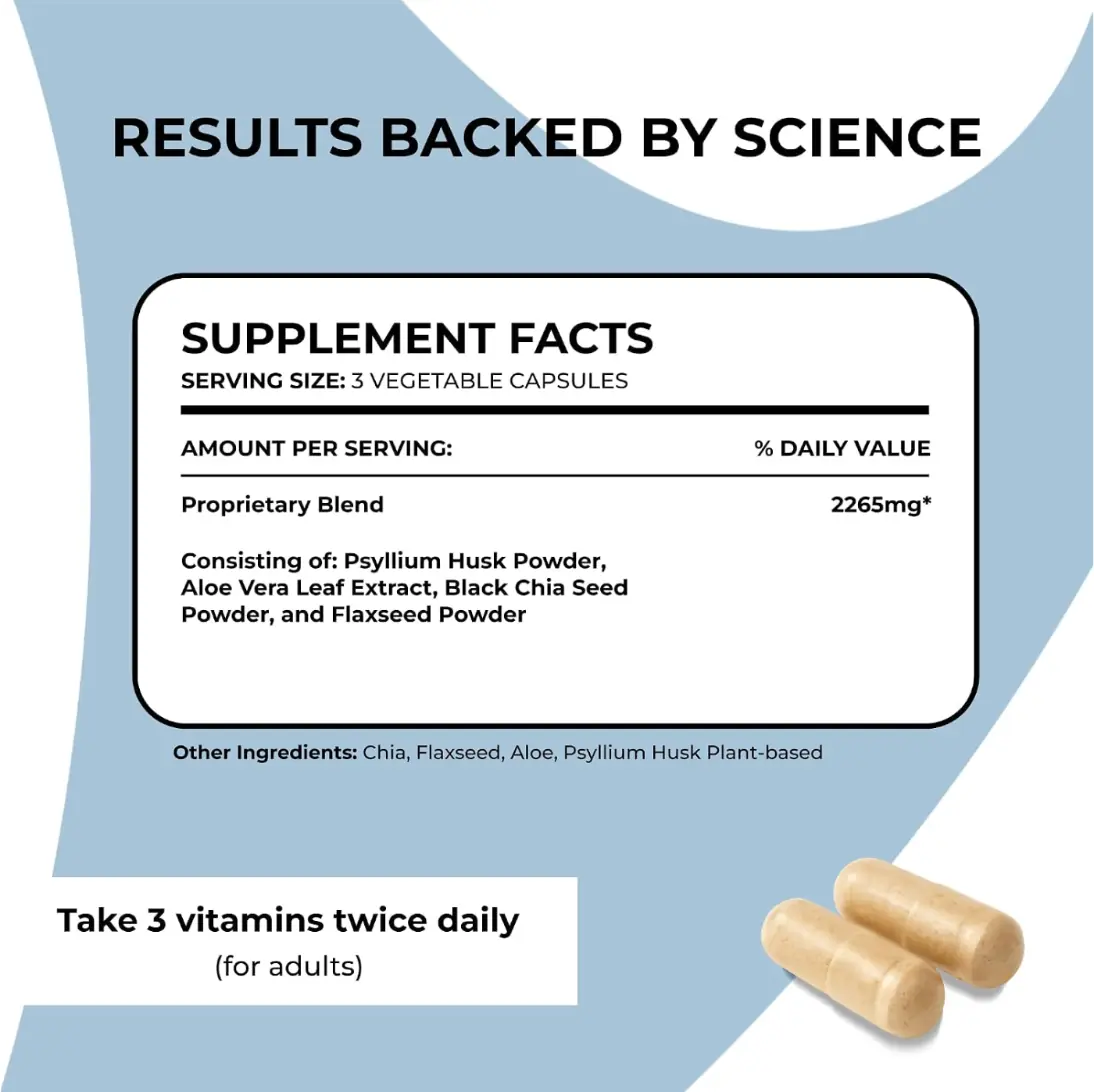 RESULTS BACKED BY SCIENCE
SUPPLEMENT FACTS
SERVING SIZE: 3 VEGETABLE CAPSULES
AMOUNT PER SERVING: % DAILY VALUE
Proprietary Blend 2265mg*
Consisting of: Psyllium Husk Powder,
Aloe Vera Leaf Extract, Black Chia Seed
Powder, and Flaxseed Powder
Other Ingredients: Chia, Flaxseed, Aloe, Psyllium Husk Plant-based
Take 3 vitamins twice daily
(for adults)